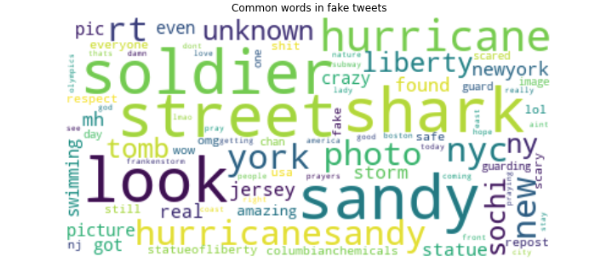 Common words in fake tweets
pic rt even unknown hurricane
everyone shit one
thats damn love
dont
soldier liberty newyork
nature scared
subway
olympics
crazy found guard image
lady really
respect
god
street shark
mh lmao fake lol
day pray east aint
see omg getting chan good boston safe hope
tomb wow york photo nyc ny
america today
frankenstorm guarding
swimming people usa prayers storm coming scary
look jersey sandy sochi new praying
right
still real amazing coast stay
picture hurricanesandy front repost
nj got statueofliberty columbianchemicals statue city